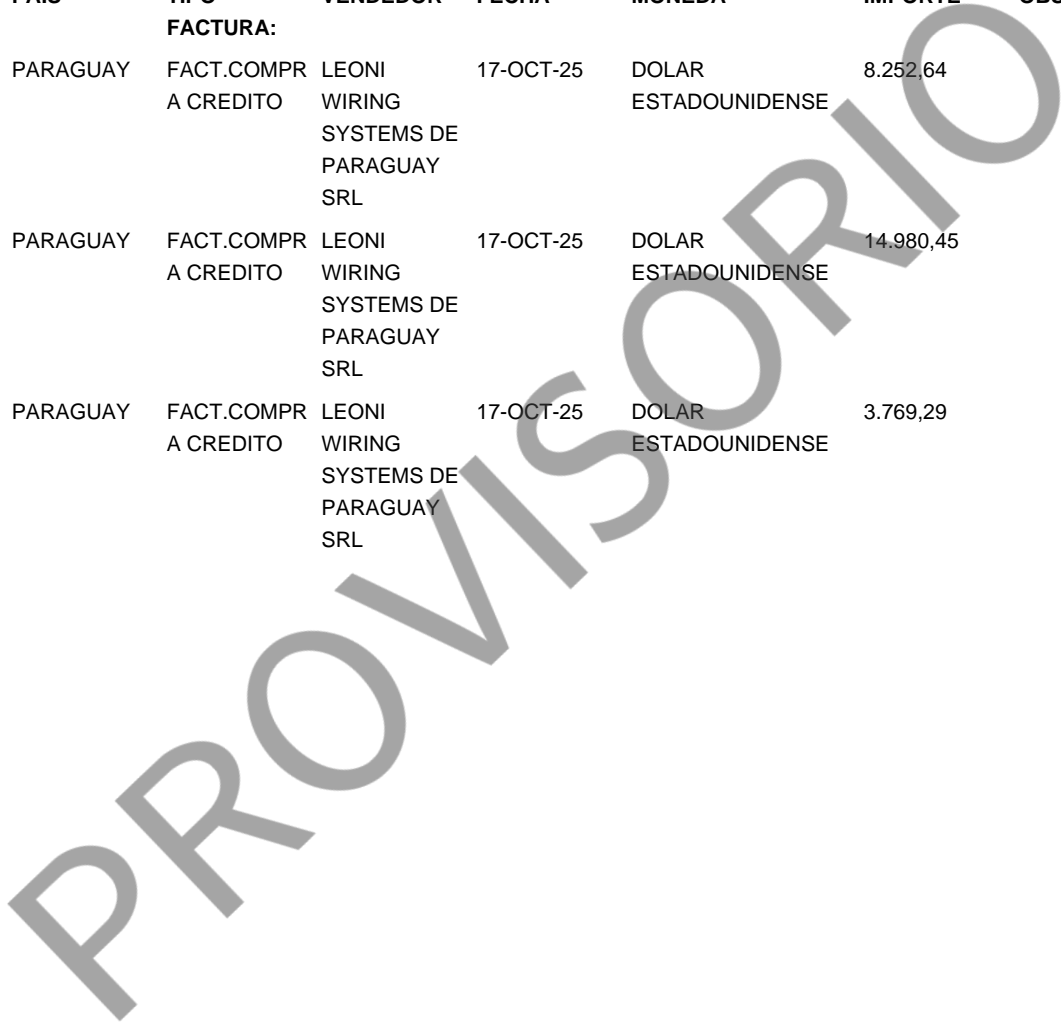 FACTURA:
PARAGUAY FACT.COMPR LEONI 17-OCT-25 DOLAR 8.252,64
A CREDITO WIRING ESTADOUNIDENSE
SYSTEMS DE
PARAGUAY
SRL
PARAGUAY FACT.COMPR LEONI 17-OCT-25 DOLAR 14.980,45
A CREDITO WIRING ESTADOUNIDENSE
SYSTEMS DE
PARAGUAY
SRL
PARAGUAY FACT.COMPR LEONI 17-OCT-25 DOLAR 3.769,29
A CREDITO WIRING ESTADOUNIDENSE
SYSTEMS DE
PARAGUAY
SRL
PROVISORIO